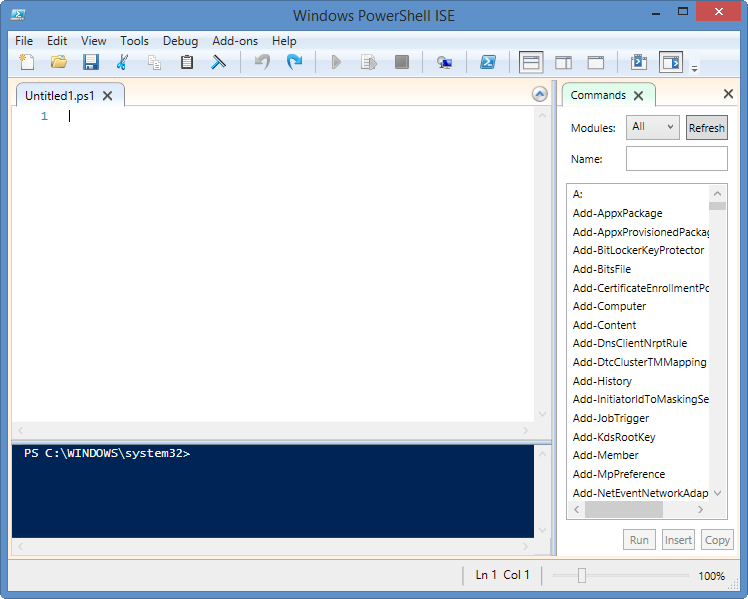 Windows PowerShell ISE
File Edit View Tools Debug Add-ons Help
Untitled1.ps1
1
PS C:\WINDOWS\system32>
Commands
Modules: All Refresh
Name:
A:
Add-AppxPackage
Add-AppxProvisionedPackag
Add-BitLockerKeyProtector
Add-BitsFile
Add-CertificateEnrollmentPo
Add-Computer
Add-Content
Add-DnsClientNrptRule
Add-DtcClusterTMMapping
Add-History
Add-InitiatorIdToMaskingSe
Add-JobTrigger
Add-KdsRootKey
Add-Member
Add-MpPreference
Add-NetEventNetworkAdap
Run Insert Copy
Ln 1 Col 1 100%